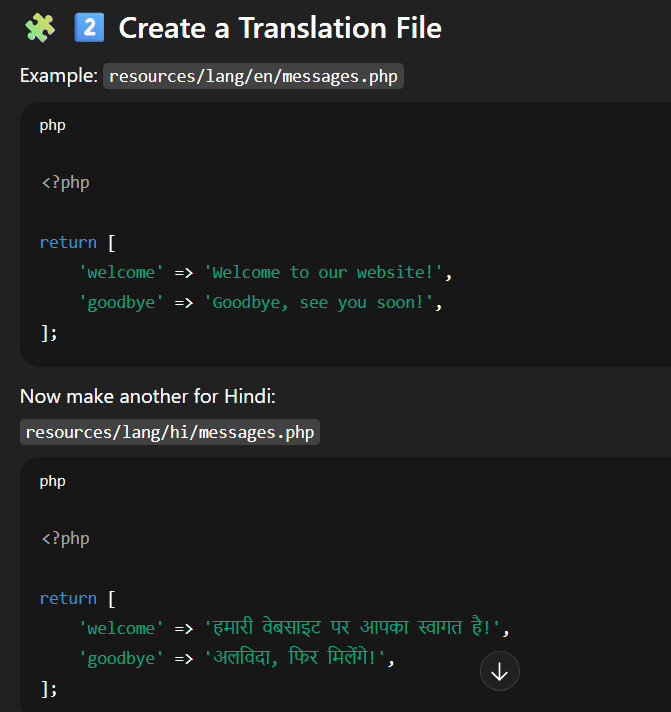 🧩 2️⃣ Create a Translation File
Example: resources/lang/en/messages.php
php
<?php
return [
'welcome' => 'Welcome to our website!',
'goodbye' => 'Goodbye, see you soon!',
];
Now make another for Hindi:
resources/lang/hi/messages.php
php
<?php
return [
'welcome' => 'हमारी वेबसाइट पर आपका स्वागत है!',
'goodbye' => 'अलविदा, फिर मिलेंगे!',
];